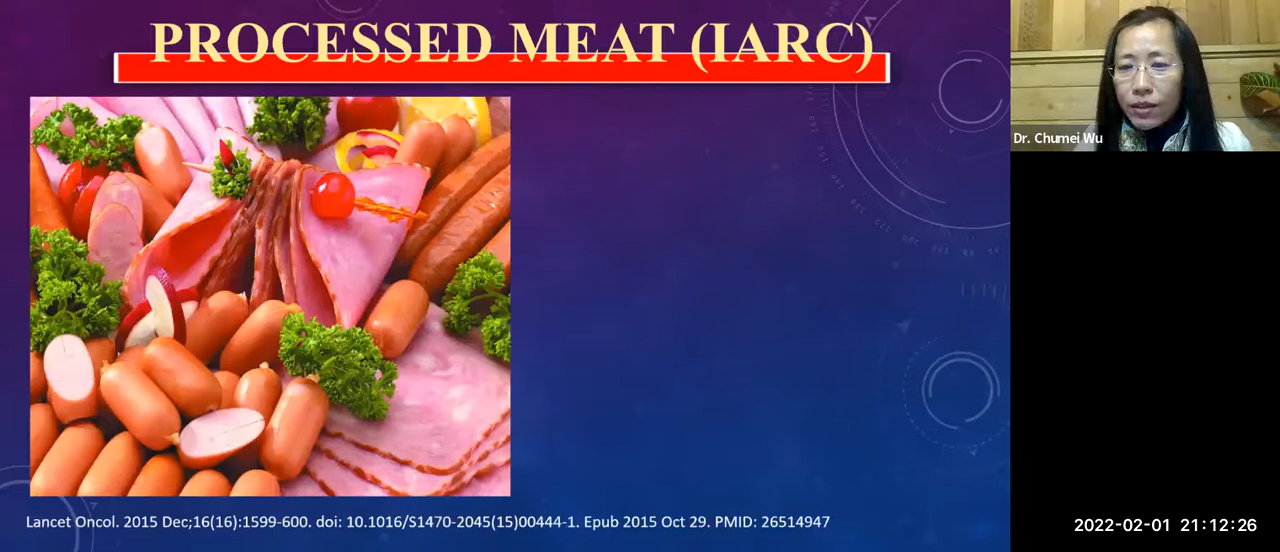 PROCESSED MEAT (IARC)
Dr. Chumei Wu
Lancet Oncol. 2015 Dec;16(16):1599-600. doi: 10.1016/S1470-2045(15)00444-1. Epub 2015 Oct 29. PMID: 26514947
2022-02-01 21:12:26